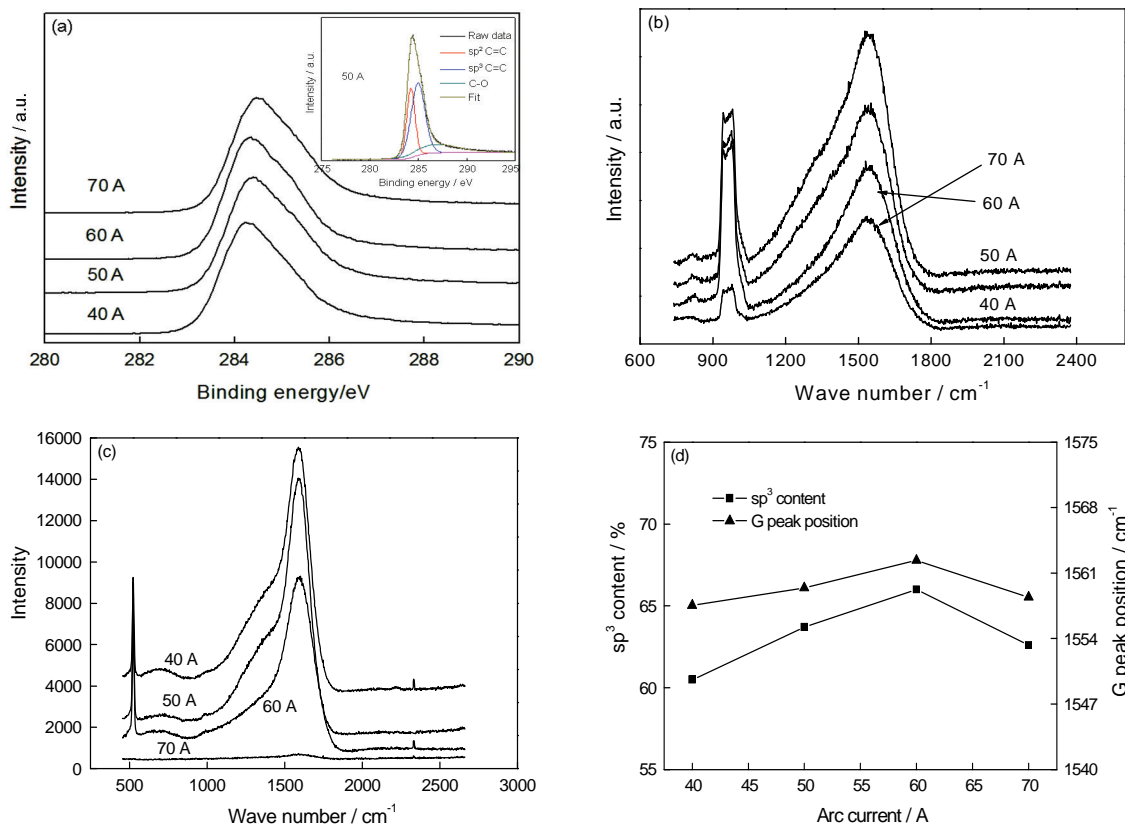 (a)
Intensity / a.u.
70 A
60 A
50 A
40 A
280 282 284 286 288 290
Binding energy/eV
Intensity / a.u.
50 A
Raw data
sp² C=C
sp³ C=C
C-O
Fit
275 280 285 290 295
Binding energy / eV
(b)
Intensity / a.u.
70 A
60 A
50 A
40 A
600 900 1200 1500 1800 2100 2400
Wave number / cm⁻¹
(c)
Intensity
16000
14000
12000
10000
8000
6000
4000
2000
0
40 A
50 A
60 A
70 A
500 1000 1500 2000 2500 3000
Wave number / cm⁻¹
(d)
sp³ content / %
75
70
65
60
55
sp³ content
G peak position
1575
1568
1561
1554
1547
1540
G peak position / cm⁻¹
40 45 50 55 60 65 70
Arc current / A